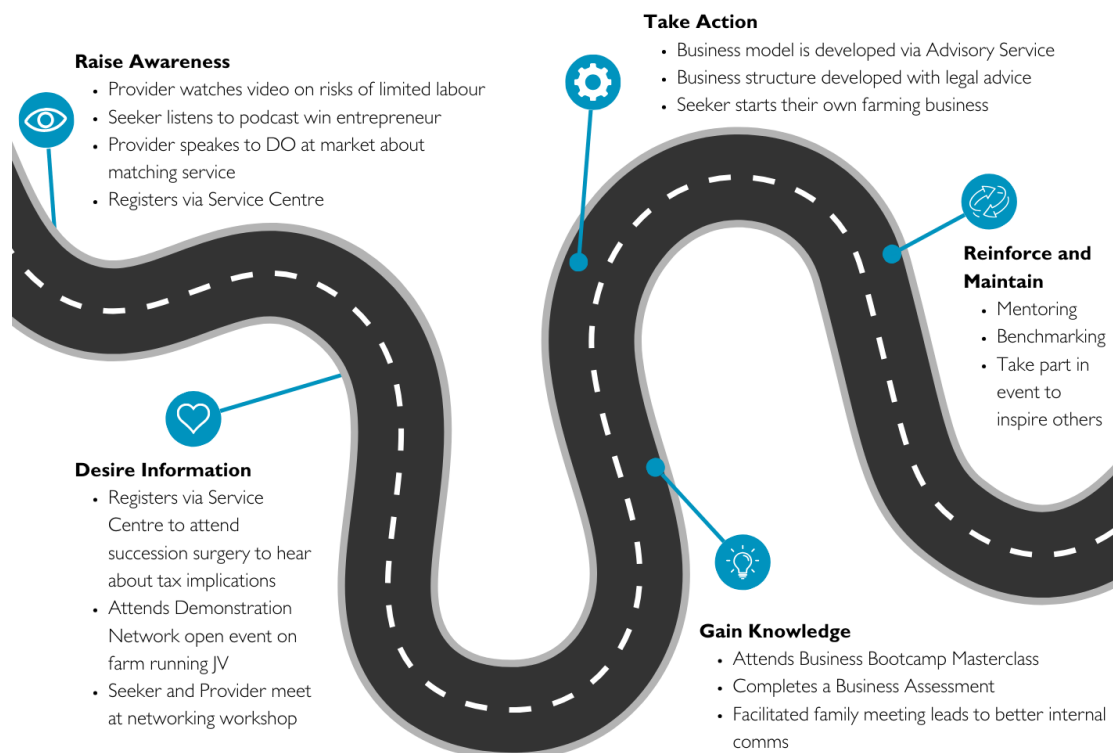 Raise Awareness
• Provider watches video on risks of limited labour
• Seeker listens to podcast win entrepreneur
• Provider speakes to DO at market about
matching service
• Registers via Service Centre
Desire Information
• Registers via Service
Centre to attend
succession surgery to hear
about tax implications
• Attends Demonstration
Network open event on
farm running JV
• Seeker and Provider meet
at networking workshop
Gain Knowledge
• Attends Business Bootcamp Masterclass
• Completes a Business Assessment
• Facilitated family meeting leads to better internal
comms
Take Action
• Business model is developed via Advisory Service
• Business structure developed with legal advice
• Seeker starts their own farming business
Reinforce and
Maintain
• Mentoring
• Benchmarking
• Take part in
event to
inspire others